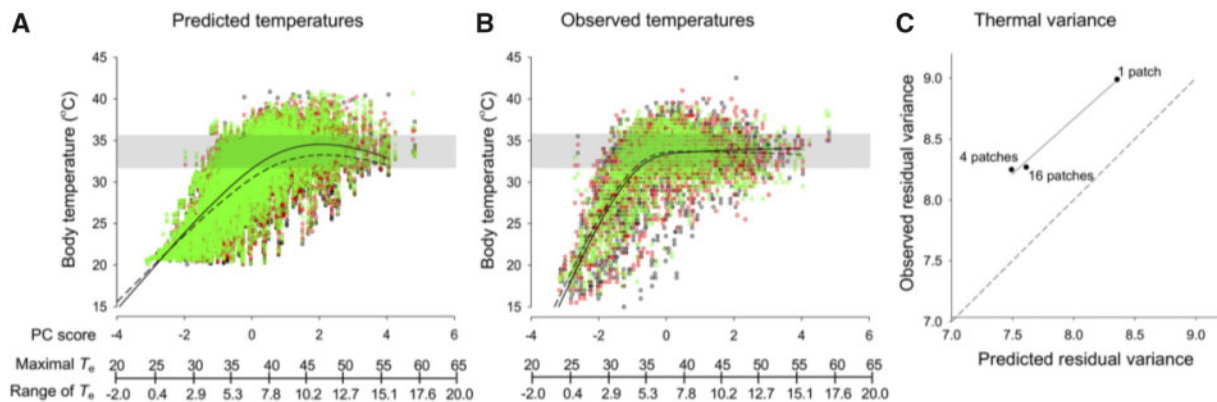 A Predicted temperatures
B Observed temperatures
C Thermal variance
Body temperature (°C)
45
40
35
30
25
20
15
PC score -4 -2 0 2 4 6
Maximal Te 20 25 30 35 40 45 50 55 60 65
Range of Te -2.0 0.4 2.9 5.3 7.8 10.2 12.7 15.1 17.6 20.0
Body temperature (°C)
45
40
35
30
25
20
15
-4 -2 0 2 4 6
20 25 30 35 40 45 50 55 60 65
-2.0 0.4 2.9 5.3 7.8 10.2 12.7 15.1 17.6 20.0
Observed residual variance
9.0
8.5
8.0
7.5
7.0
1 patch
4 patches
16 patches
7.0 7.5 8.0 8.5 9.0
Predicted residual variance